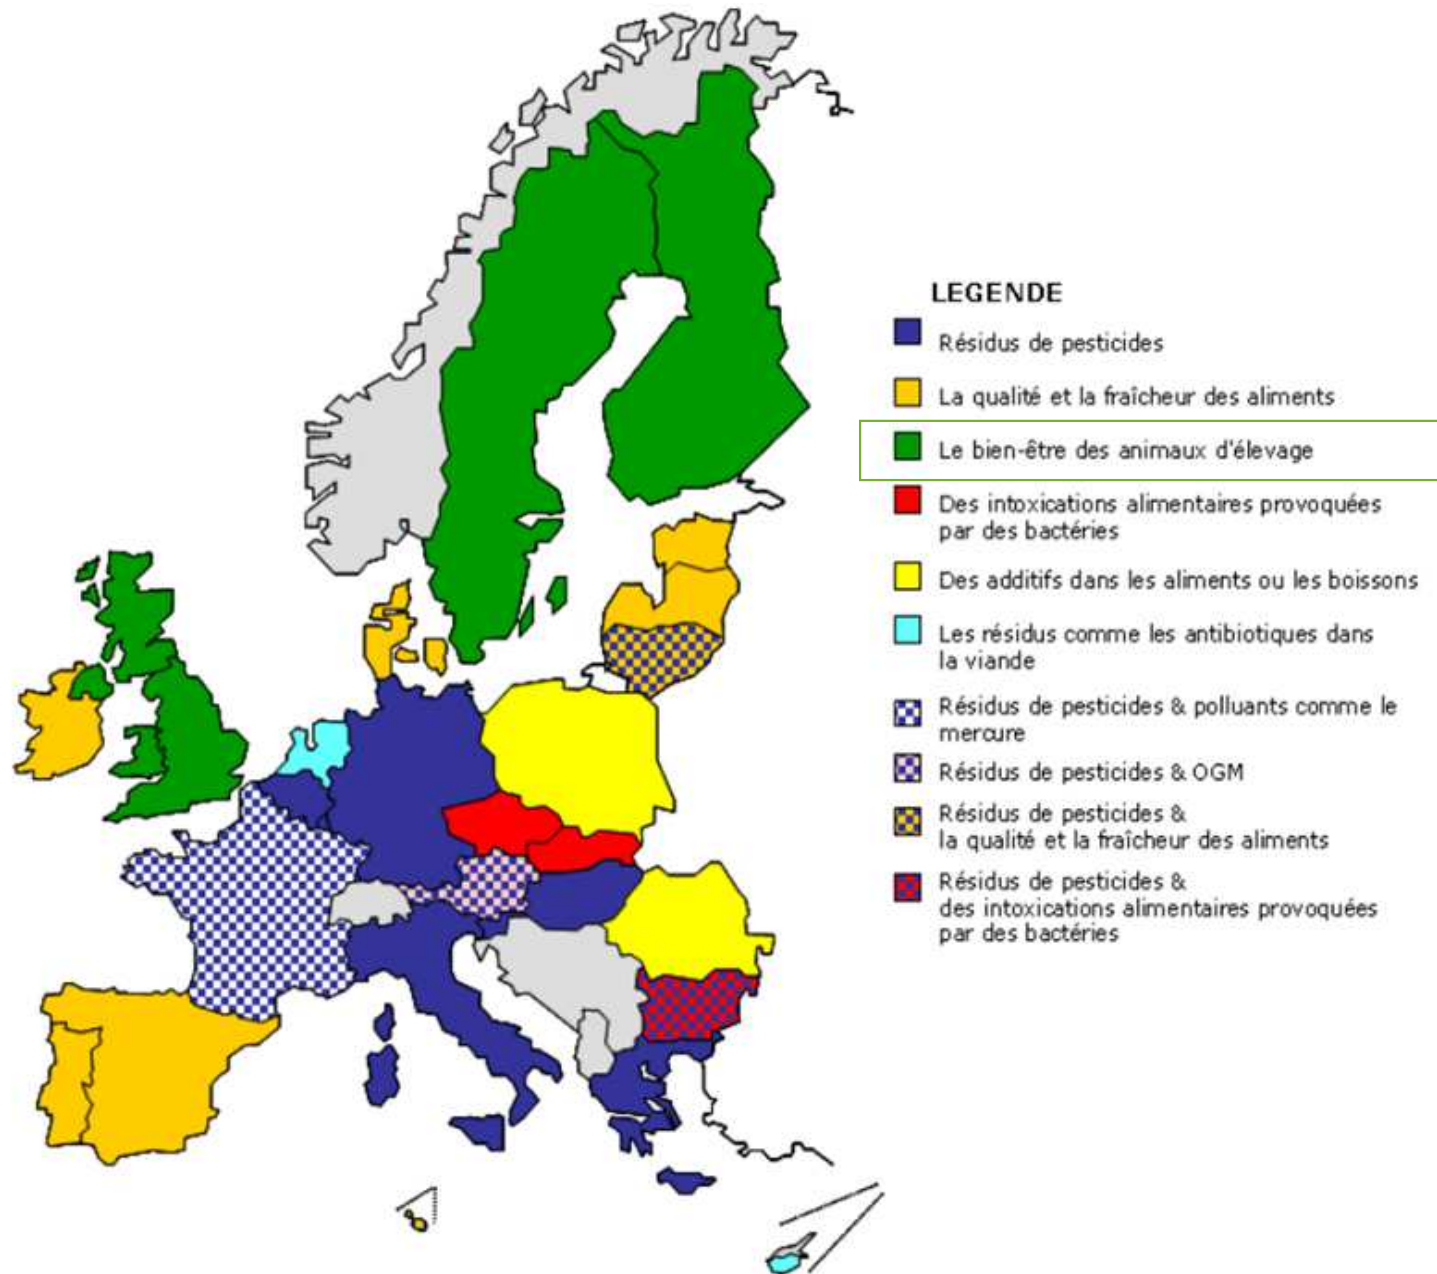 LEGENDE
Résidus de pesticides
La qualité et la fraîcheur des aliments
Le bien-être des animaux d'élevage
Des intoxications alimentaires provoquées
par des bactéries
Des additifs dans les aliments ou les boissons
Les résidus comme les antibiotiques dans
la viande
Résidus de pesticides & polluants comme le
mercure
Résidus de pesticides & OGM
Résidus de pesticides &
la qualité et la fraîcheur des aliments
Résidus de pesticides &
des intoxications alimentaires provoquées
par des bactéries